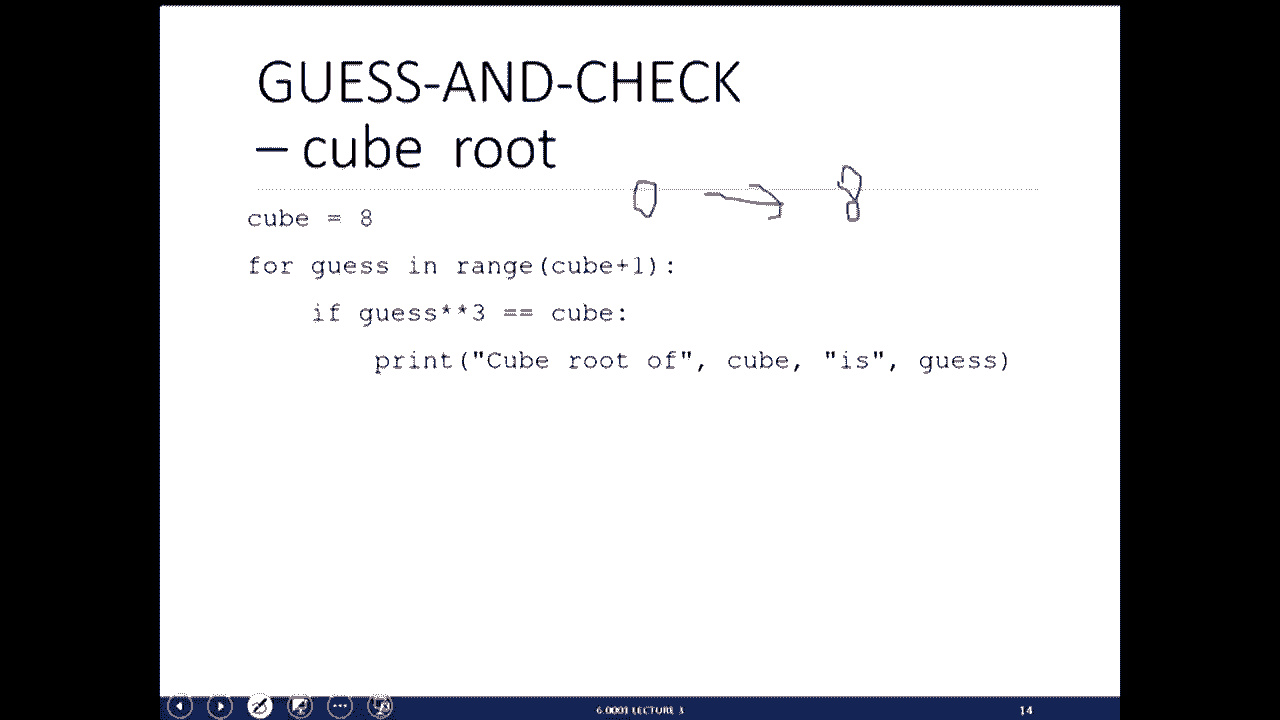 GUESS-AND-CHECK
– cube root
0 → 8
cube = 8
for guess in range(cube+1):
    if guess**3 == cube:
        print("Cube root of", cube, "is", guess)
6.0001 LECTURE 3
14